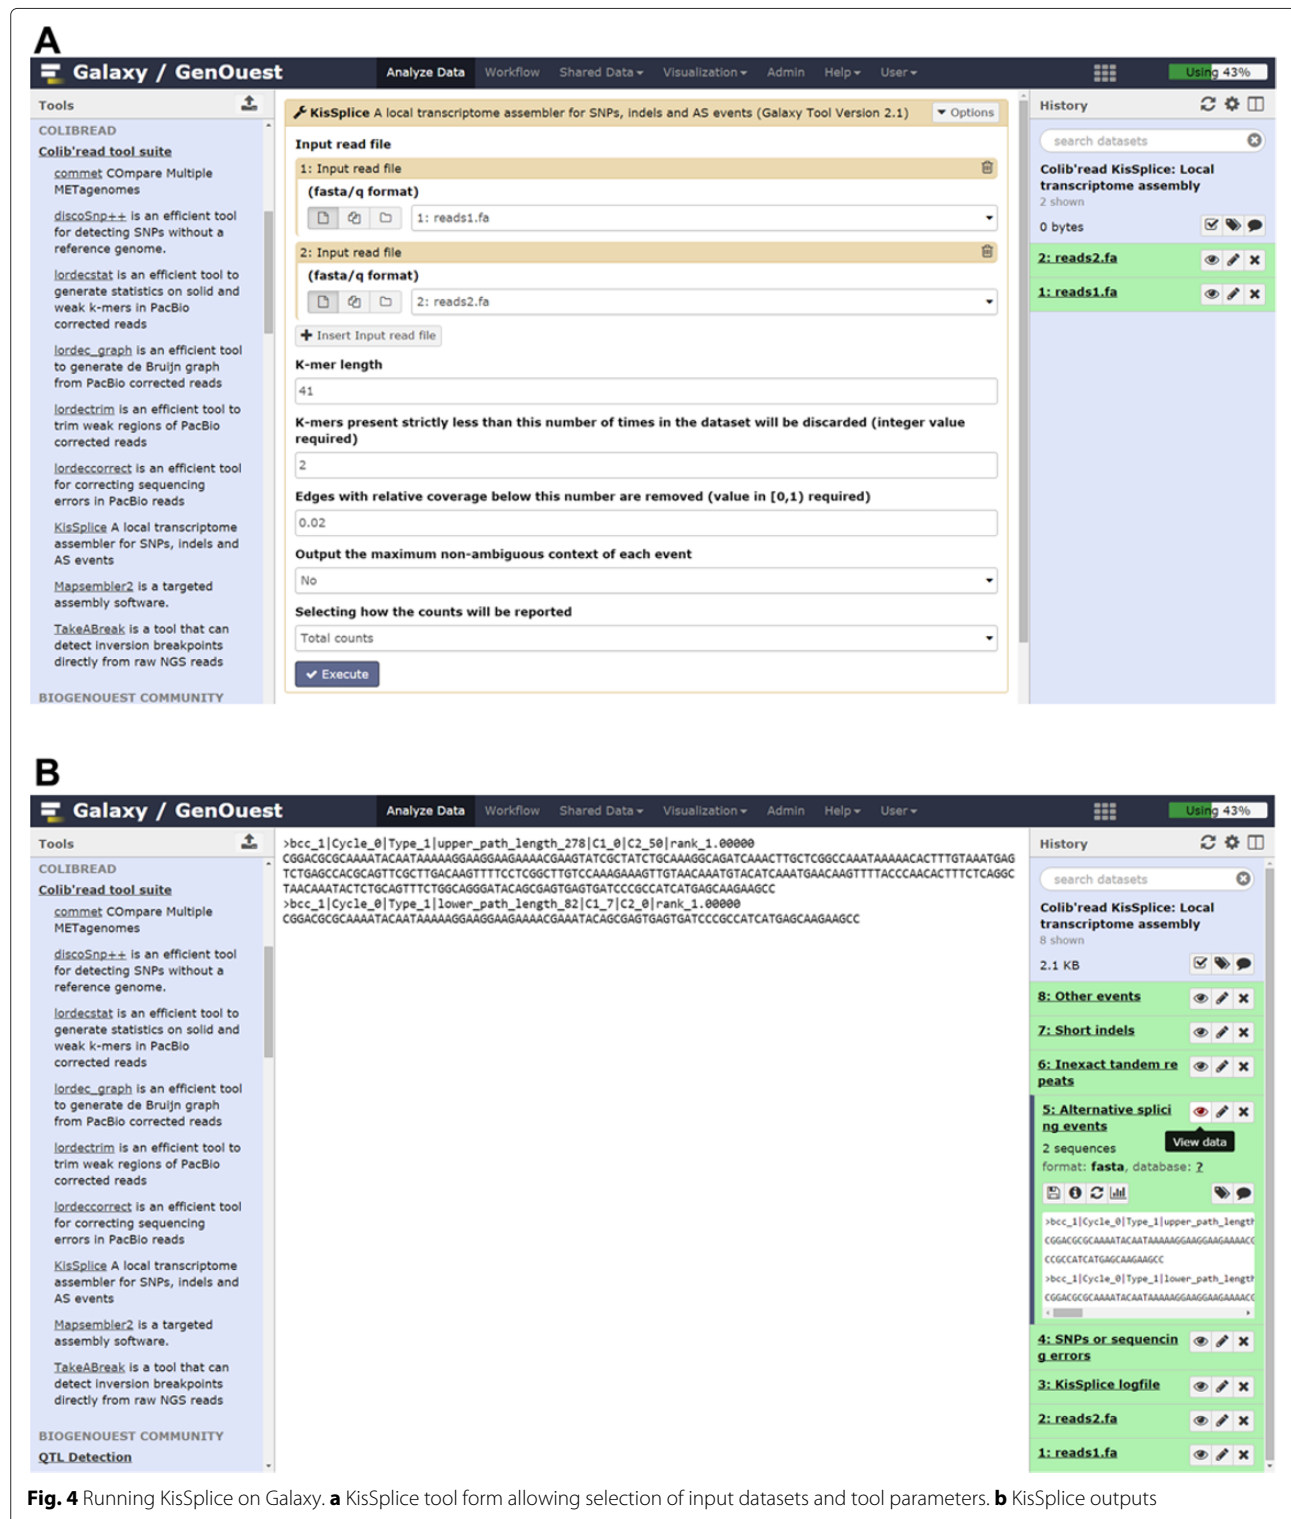 A
Galaxy / GenOuest
Analyze Data Workflow Shared Data Visualization Admin Help User
Using 43%
Tools
COLIBREAD
Colib'read tool suite
commet COmpare Multiple
METagenomes
discoSnp++ is an efficient tool
for detecting SNPs without a
reference genome.
lordecstat is an efficient tool to
generate statistics on solid and
weak k-mers in PacBio
corrected reads
lordec_graph is an efficient tool
to generate de Bruijn graph
from PacBio corrected reads
lordectrim is an efficient tool to
trim weak regions of PacBio
corrected reads
lordeccorrect is an efficient tool
for correcting sequencing
errors in PacBio reads
KisSplice A local transcriptome
assembler for SNPs, indels and
AS events
Mapsembler2 is a targeted
assembly software.
TakeABreak is a tool that can
detect inversion breakpoints
directly from raw NGS reads
BIOGENOUEST COMMUNITY
KisSplice A local transcriptome assembler for SNPs, indels and AS events (Galaxy Tool Version 2.1)
Options
Input read file
1: Input read file
(fasta/q format)
1: reads1.fa
2: Input read file
(fasta/q format)
2: reads2.fa
Insert Input read file
K-mer length
41
K-mers present strictly less than this number of times in the dataset will be discarded (integer value
required)
2
Edges with relative coverage below this number are removed (value in [0,1) required)
0.02
Output the maximum non-ambiguous context of each event
No
Selecting how the counts will be reported
Total counts
Execute
History
search datasets
Colib'read KisSplice: Local
transcriptome assembly
2 shown
0 bytes
2: reads2.fa
1: reads1.fa
B
Galaxy / GenOuest
Analyze Data Workflow Shared Data Visualization Admin Help User
Using 43%
Tools
COLIBREAD
Colib'read tool suite
commet COmpare Multiple
METagenomes
discoSnp++ is an efficient tool
for detecting SNPs without a
reference genome.
lordecstat is an efficient tool to
generate statistics on solid and
weak k-mers in PacBio
corrected reads
lordec_graph is an efficient tool
to generate de Bruijn graph
from PacBio corrected reads
lordectrim is an efficient tool to
trim weak regions of PacBio
corrected reads
lordeccorrect is an efficient tool
for correcting sequencing
errors in PacBio reads
KisSplice A local transcriptome
assembler for SNPs, indels and
AS events
Mapsembler2 is a targeted
assembly software.
TakeABreak is a tool that can
detect inversion breakpoints
directly from raw NGS reads
BIOGENOUEST COMMUNITY
QTL Detection
>bcc_1|Cycle_0|Type_1|upper_path_length_278|C1_0|C2_50|rank_1.00000
CGGACGCGCAAAATACAATAAAAAGGAAGGAAGAAAACGAAGTATCGCTATCTGCAAAGGCAGATCAAACTTGCTCGGCCAAATAAAAACACTTTGTAAATGAG
TCTGAGCCACGCAGTTCGCTTGACAAGTTTTCCTCGGCTTGTCCAAAGAAAGTTGTAACAAATGTACATCAAATGAACAAGTTTTACCCAACACTTTCTCAGGC
TAACAAATACTCTGCAGTTTCTGGCAGGGATACAGCGAGTGAGTGATCCCGCCATCATGAGCAAGAAGCC
>bcc_1|Cycle_0|Type_1|lower_path_length_82|C1_7|C2_0|rank_1.00000
CGGACGCGCAAAATACAATAAAAAGGAAGGAAGAAAACGAAATACAGCGAGTGAGTGATCCCGCCATCATGAGCAAGAAGCC
History
search datasets
Colib'read KisSplice: Local
transcriptome assembly
8 shown
2.1 KB
8: Other events
7: Short indels
6: Inexact tandem re
peats
5: Alternative splici
ng events
View data
2 sequences
format: fasta, database: ?
>bcc_1|Cycle_0|Type_1|upper_path_length
CGGACGCGCAAAATACAATAAAAAGGAAGGAAGAAAACG
CCGCCATCATGAGCAAGAAGCC
>bcc_1|Cycle_0|Type_1|lower_path_length
CGGACGCGCAAAATACAATAAAAAGGAAGGAAGAAAACG
4: SNPs or sequencin
g errors
3: KisSplice logfile
2: reads2.fa
1: reads1.fa
Fig. 4 Running KisSplice on Galaxy. a KisSplice tool form allowing selection of input datasets and tool parameters. b KisSplice outputs